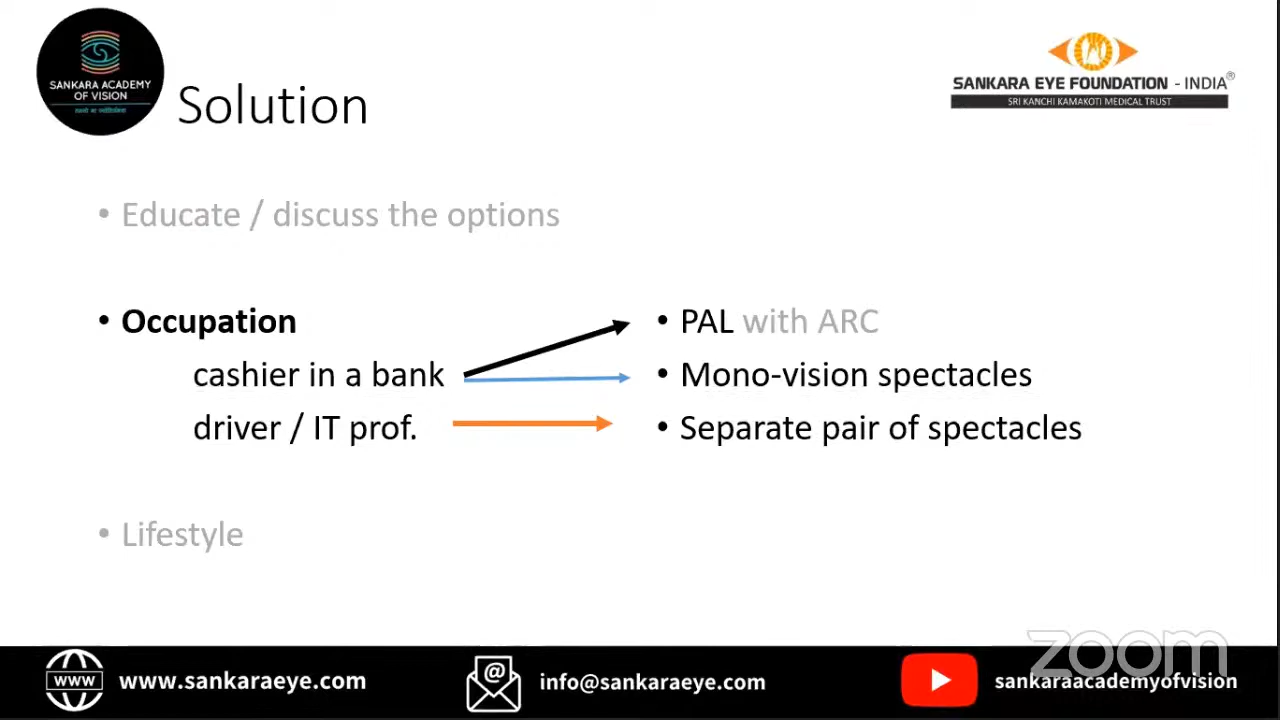 SANKARA ACADEMY
OF VISION
Solution
SANKARA EYE FOUNDATION - INDIA®
SRI KANCHI KAMAKOTI MEDICAL TRUST
• Educate / discuss the options
• Occupation
cashier in a bank
driver / IT prof.
• PAL with ARC
• Mono-vision spectacles
• Separate pair of spectacles
• Lifestyle
zoom
www
www.sankaraeye.com
@
info@sankaraeye.com
sankaraacademyofvision